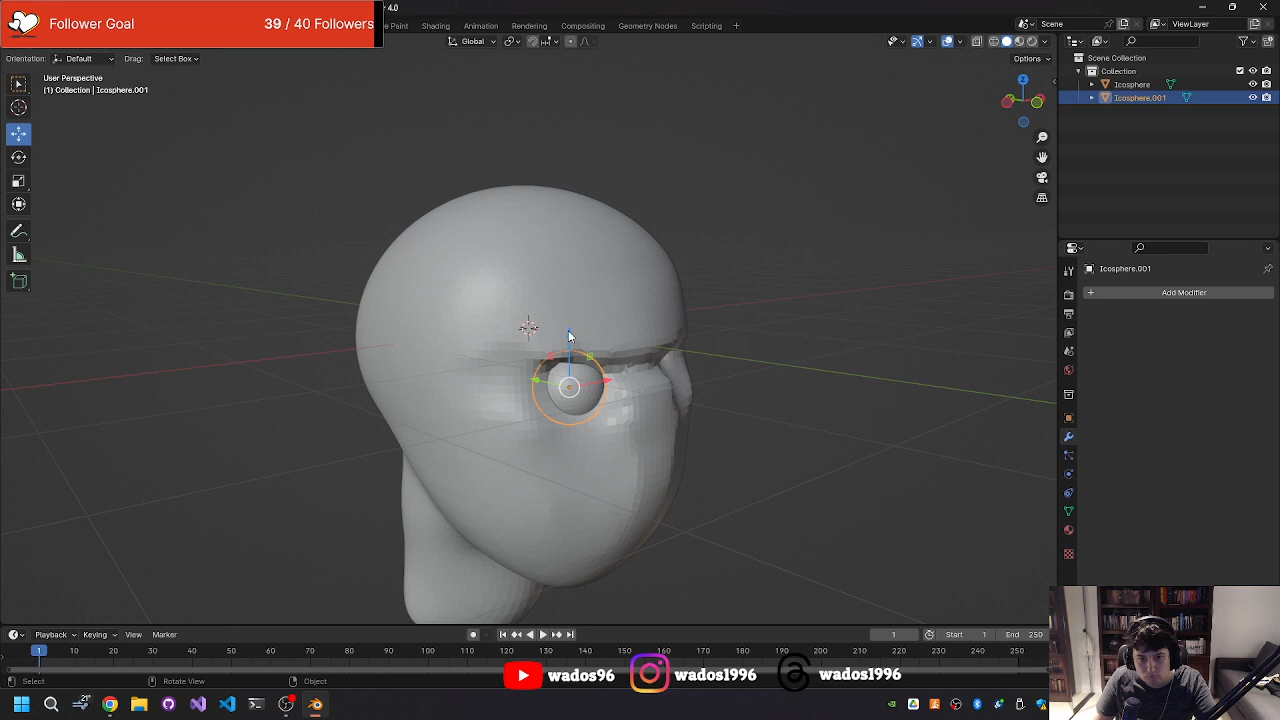 Follower Goal 39 / 40 Followers
4.0
Paint Shading Animation Rendering Compositing Geometry Nodes Scripting +
Scene ViewLayer
Global
Orientation: Default Drag: Select Box Options
User Perspective
(1) Collection | Icosphere.001
Z
Scene Collection
Collection
Icosphere
Icosphere.001
Icosphere.001
+ Add Modifier
Playback Keying View Marker 1 Start 1 End 250
1 10 20 30 40 50 60 70 80 90 100 110 120 130 140 150 160 170 180 190 200 210 220 230 240 250
Select Rotate View Object
wados96 wados1996 wados1996